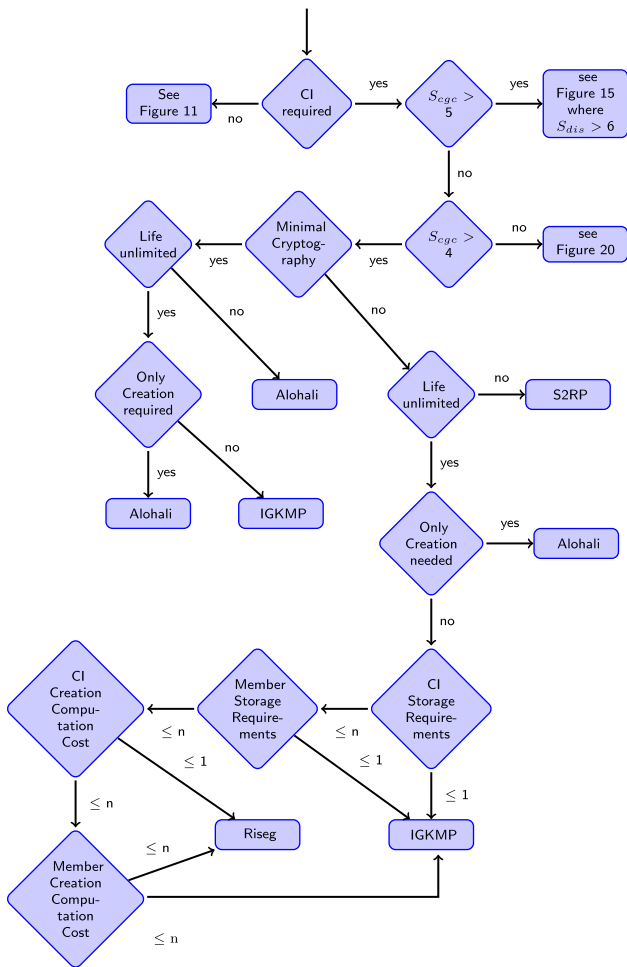 See
Figure 11
no
CI
required
yes
S_cgc >
5
yes
see
Figure 15
where
S_dis > 6
no
Life
unlimited
yes
Minimal
Cryptog-
raphy
yes
S_cgc >
4
no
see
Figure 20
yes
no
no
Only
Creation
required
Alohali
Life
unlimited
no
S2RP
yes
no
yes
Alohali
IGKMP
Only
Creation
needed
yes
Alohali
no
CI
Creation
Compu-
tation
Cost
≤ n
Member
Storage
Require-
ments
≤ n
CI
Storage
Require-
ments
≤ 1
≤ 1
≤ n
≤ 1
Riseg
IGKMP
≤ n
Member
Creation
Compu-
tation
Cost
≤ n